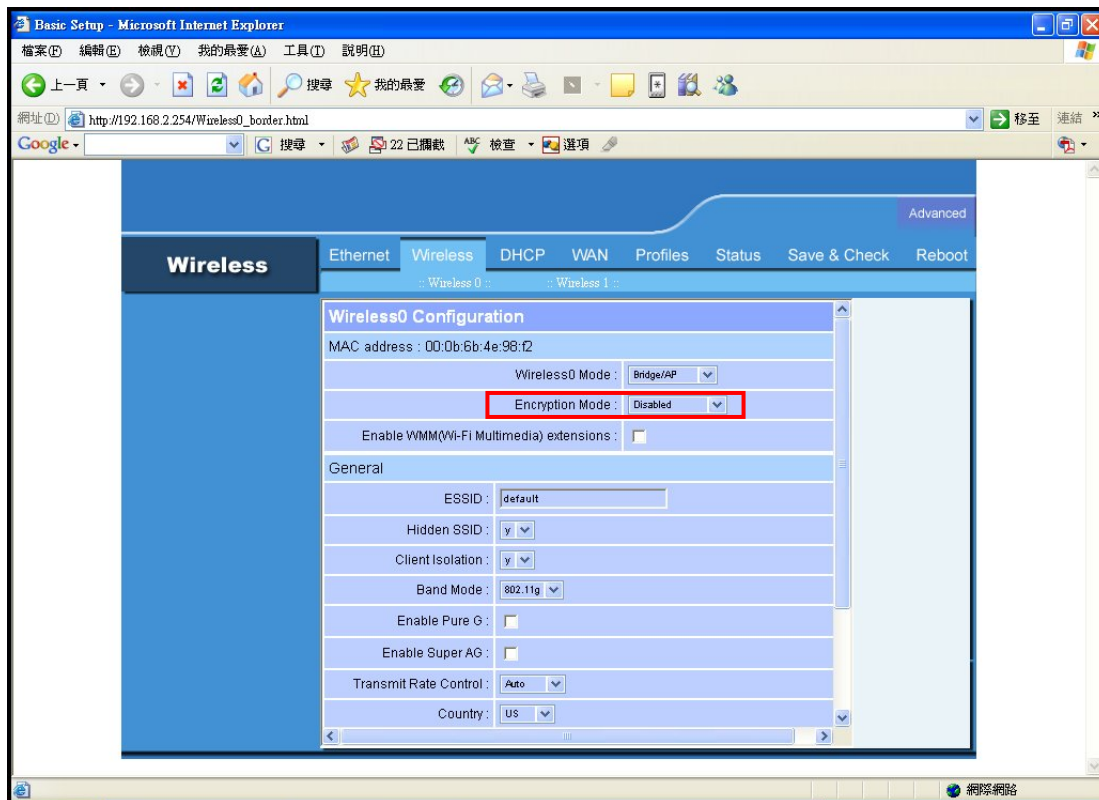 Basic Setup - Microsoft Internet Explorer
檔案(F) 編輯(E) 檢視(V) 我的最愛(A) 工具(T) 說明(H)
上一頁 搜尋 我的最愛
網址(D) http://192.168.2.254/Wireless0_border.html 移至 連結 »
Google 搜尋 22 已攔截 ABC 檢查 選項
Advanced
Wireless
Ethernet Wireless DHCP WAN Profiles Status Save & Check Reboot
:: Wireless 0 :: :: Wireless 1 ::
Wireless0 Configuration
MAC address : 00:0b:6b:4e:98:f2
Wireless0 Mode : Bridge/AP
Encryption Mode : Disabled
Enable WMM(Wi-Fi Multimedia) extensions :
General
ESSID : default
Hidden SSID : y
Client Isolation : y
Band Mode : 802.11g
Enable Pure G :
Enable Super AG :
Transmit Rate Control : Auto
Country : US
網際網路